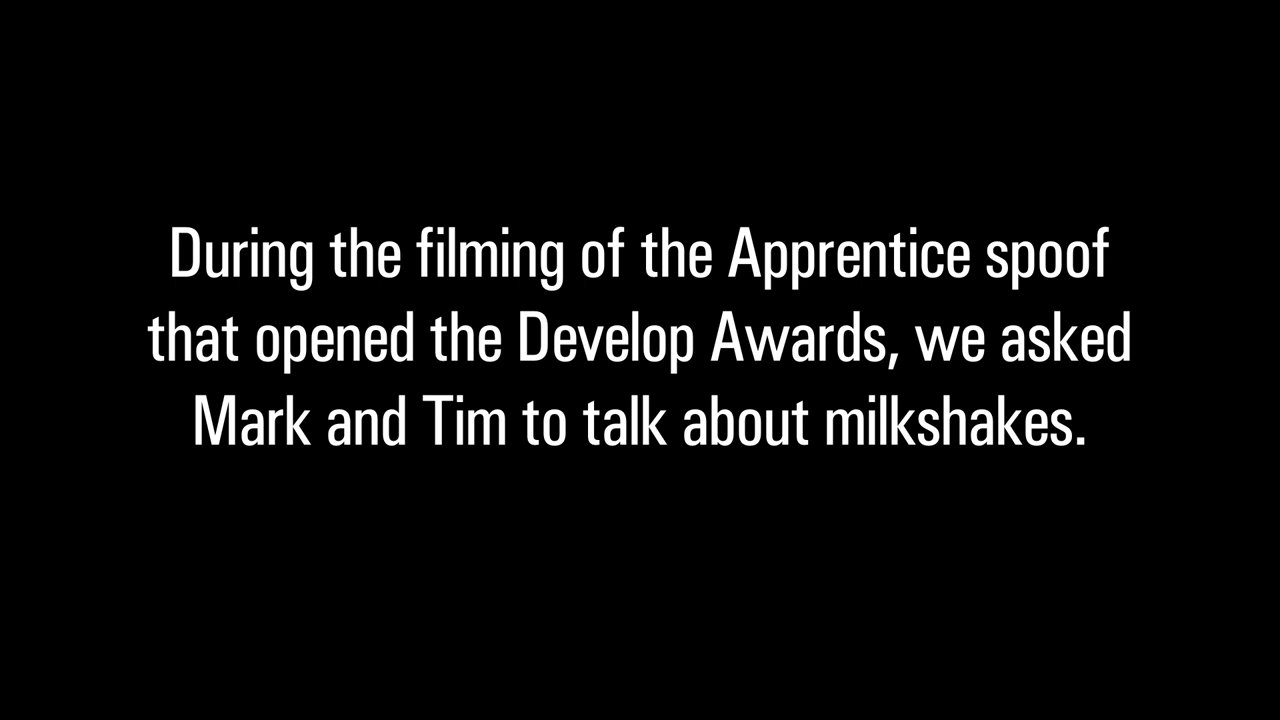 During the filming of the Apprentice spoof
that opened the Develop Awards, we asked
Mark and Tim to talk about milkshakes.